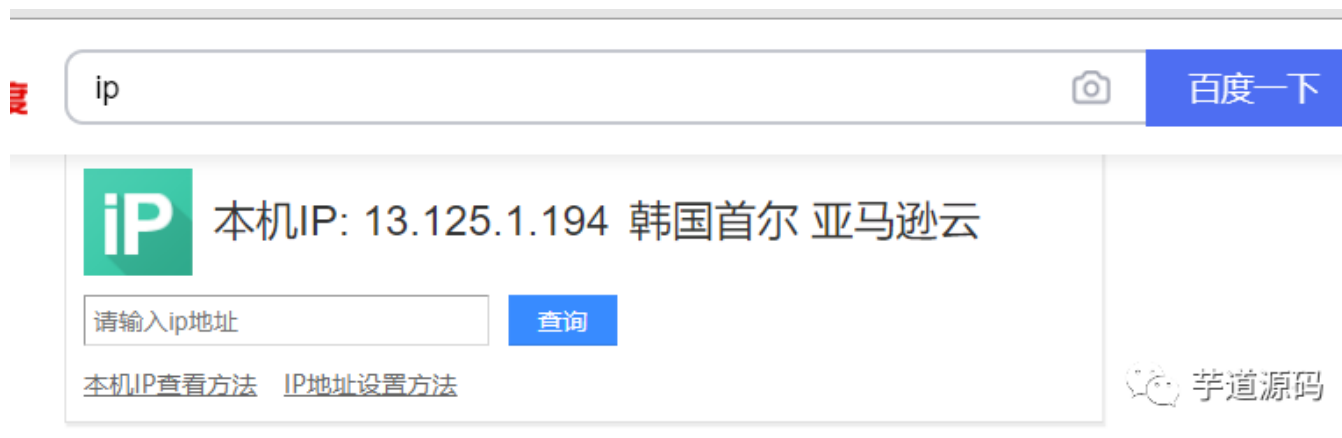 度 ip 百度一下
iP 本机IP: 13.125.1.194 韩国首尔 亚马逊云
请输入ip地址 查询
本机IP查看方法 IP地址设置方法
芋道源码